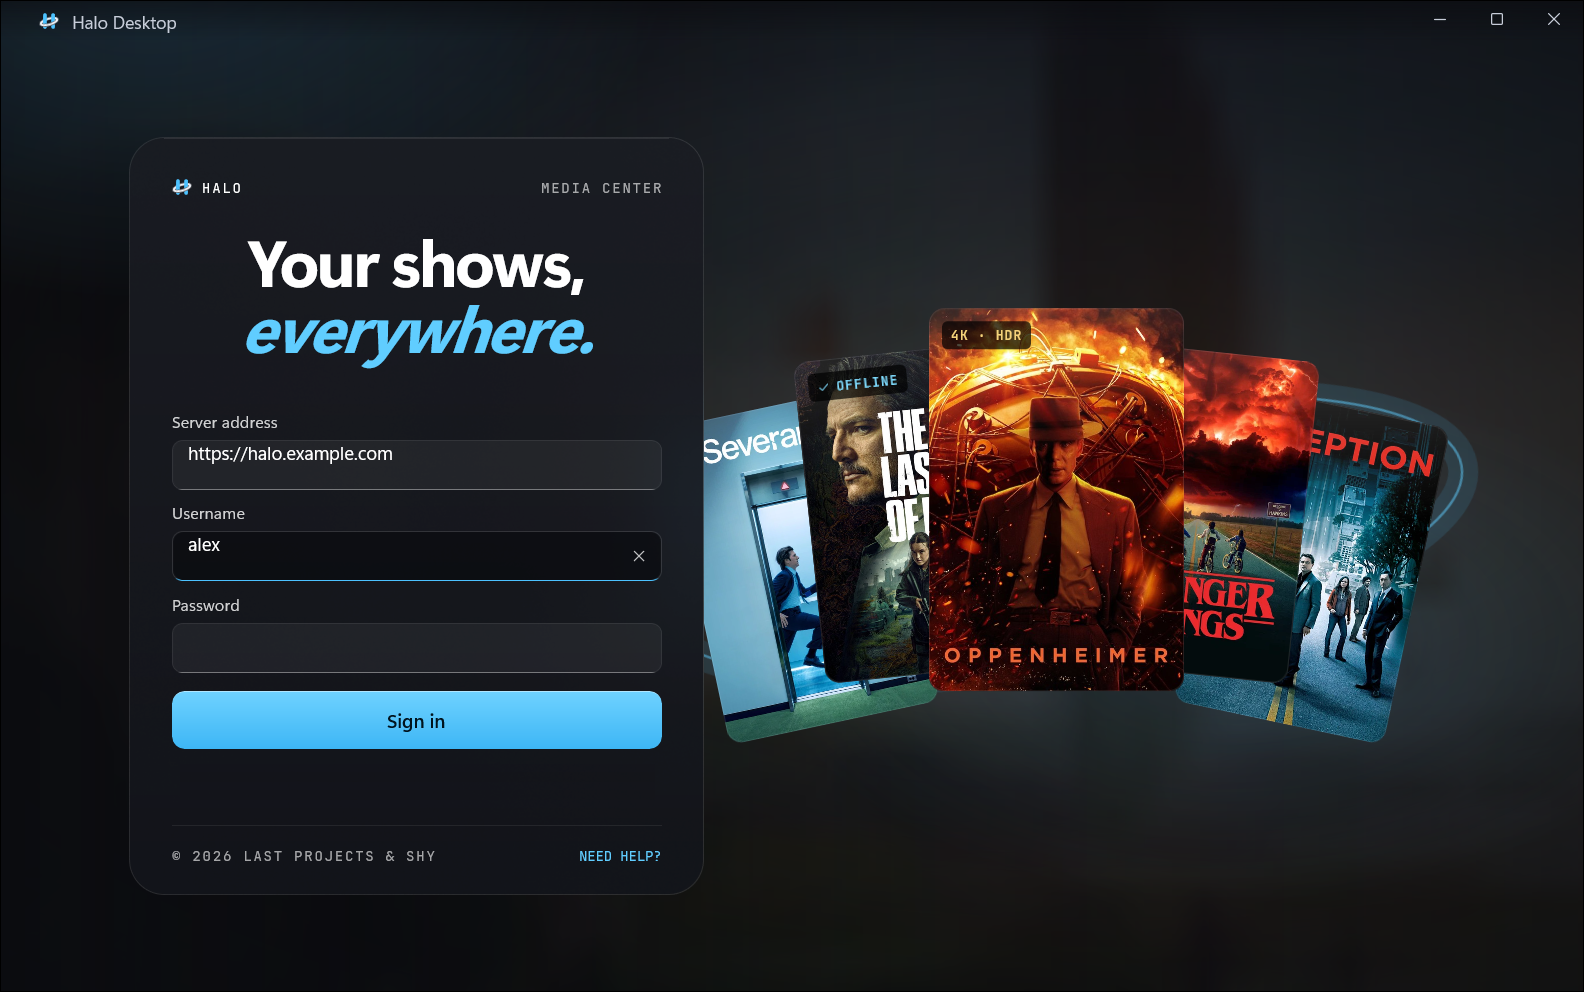 Halo Desktop
HALO
MEDIA CENTER
Your shows,
everywhere.
Server address
https://halo.example.com
Username
alex
Password
Sign in
© 2026 LAST PROJECTS & SHY
NEED HELP?
OFFLINE
THE
LAS
OF
4K · HDR
OPPENHEIMER
NGER
NGS
EPTION